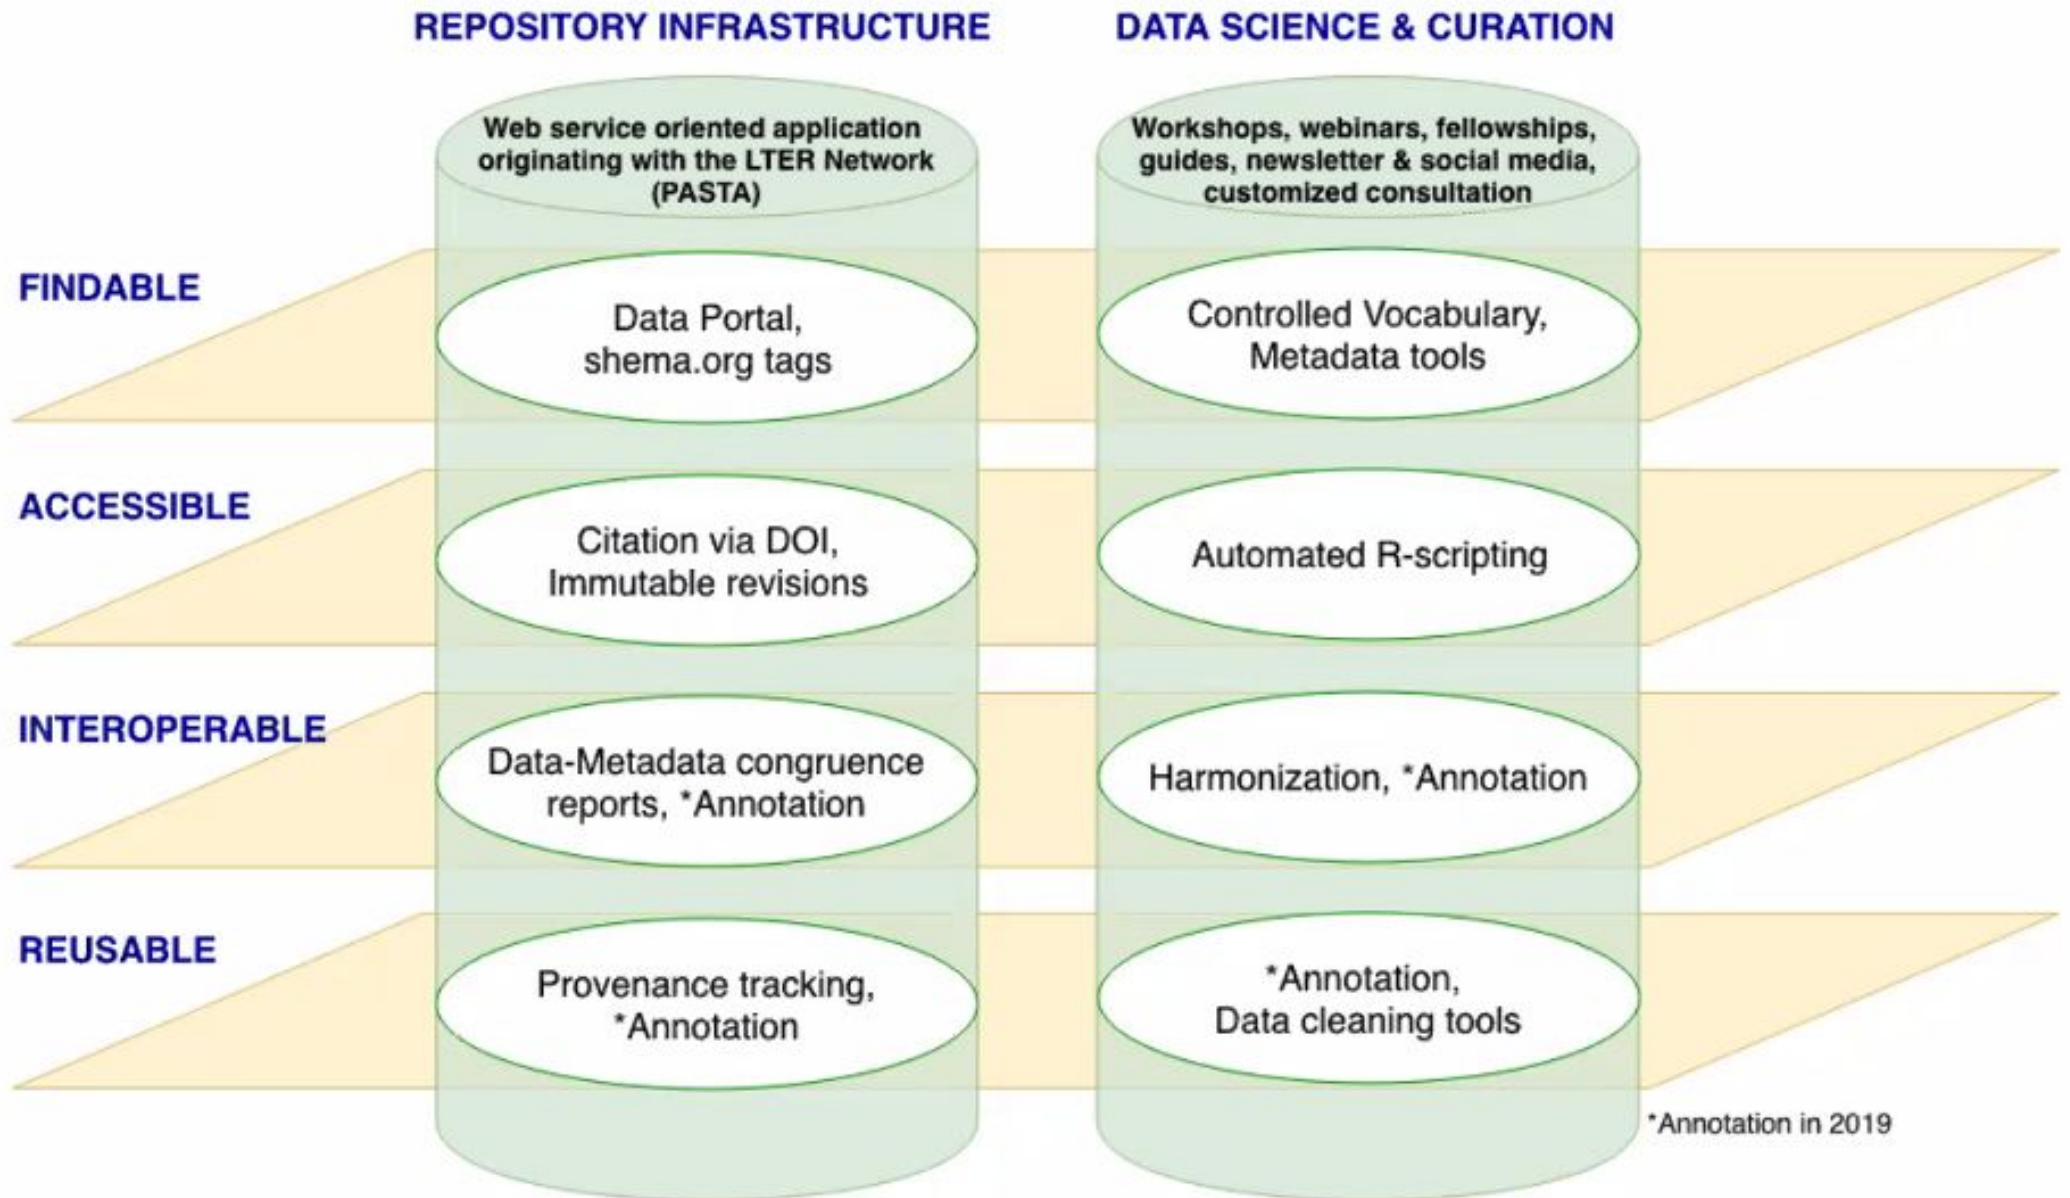 REPOSITORY INFRASTRUCTURE
DATA SCIENCE & CURATION
Web service oriented application
originating with the LTER Network
(PASTA)
Workshops, webinars, fellowships,
guides, newsletter & social media,
customized consultation
FINDABLE
Data Portal,
shema.org tags
Controlled Vocabulary,
Metadata tools
ACCESSIBLE
Citation via DOI,
Immutable revisions
Automated R-scripting
INTEROPERABLE
Data-Metadata congruence
reports, *Annotation
Harmonization, *Annotation
REUSABLE
Provenance tracking,
*Annotation
*Annotation,
Data cleaning tools
*Annotation in 2019